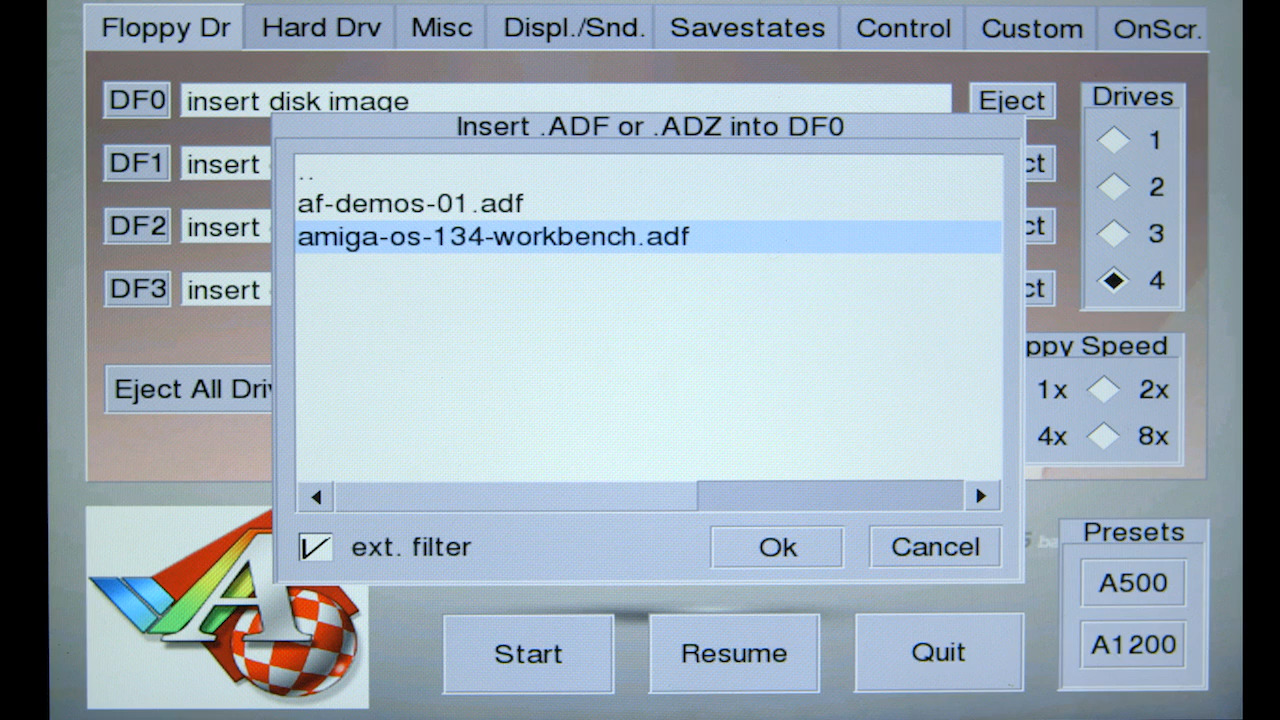 Floppy Dr Hard Drv Misc Displ./Snd. Savestates Control Custom OnScr.
DF0 insert disk image Eject
Drives
Insert .ADF or .ADZ into DF0
1
DF1 insert ct
..
2
af-demos-01.adf
DF2 insert ct
3
amiga-os-134-workbench.adf
DF3 insert ct
4
ppy Speed
Eject All Dri
1x 2x
4x 8x
ext. filter Ok Cancel
Presets
A500
A1200
A
Start Resume Quit